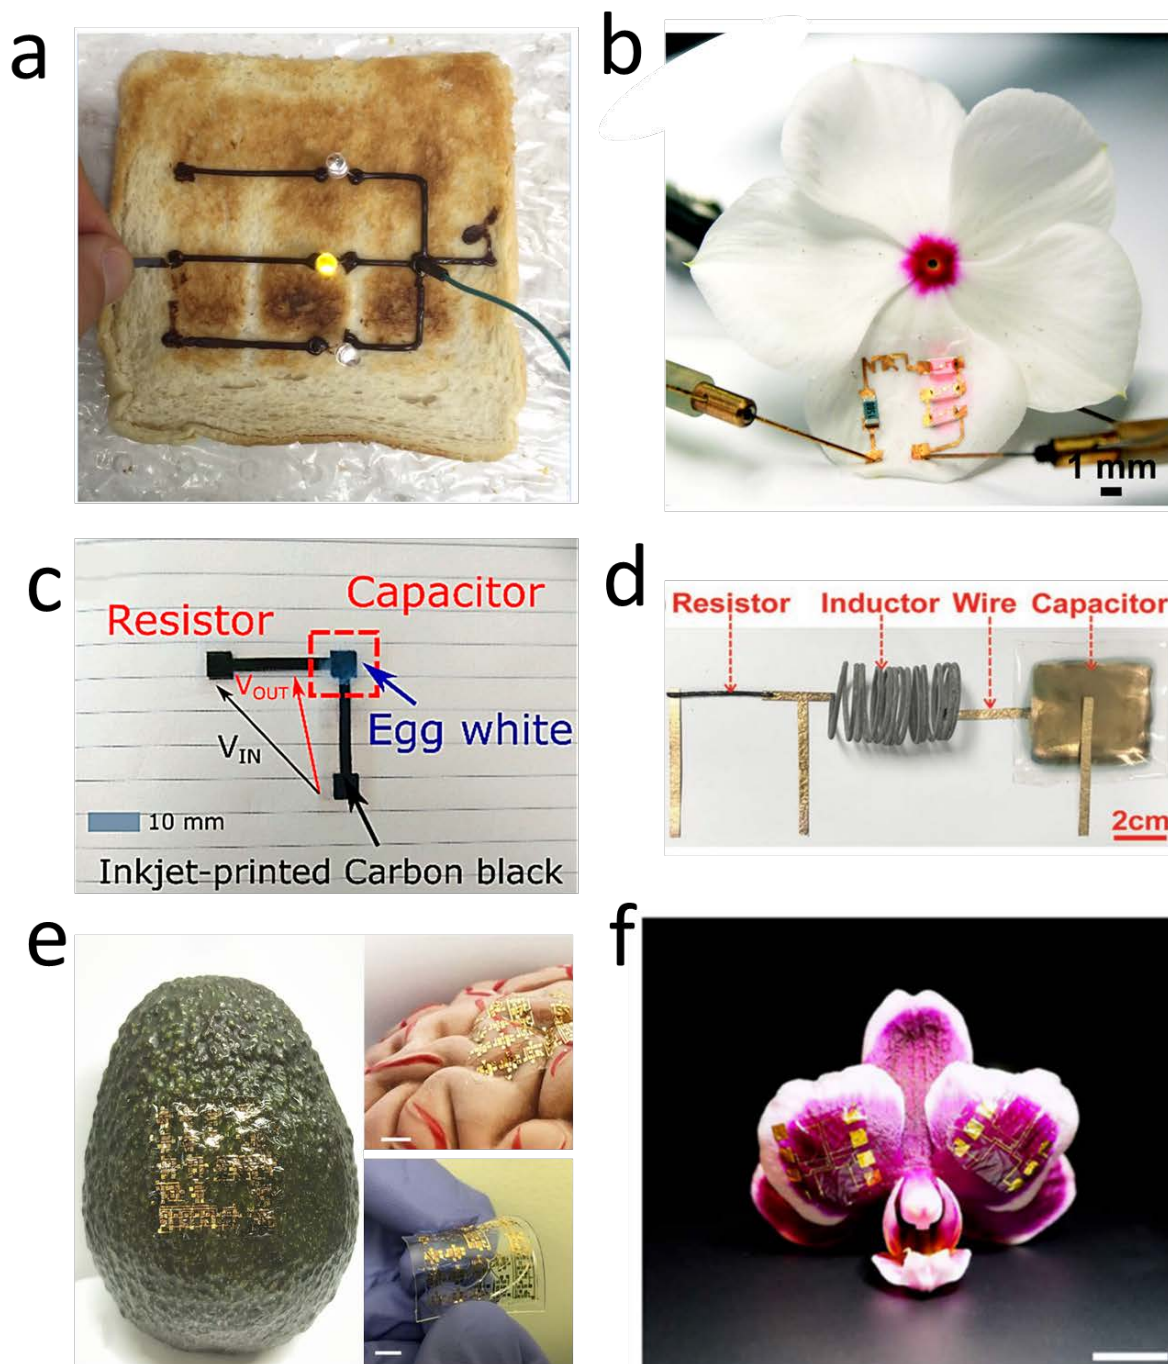 a
b
1 mm
c
Capacitor
Resistor
VOUT
Egg white
VIN
10 mm
Inkjet-printed Carbon black
d
Resistor Inductor Wire Capacitor
2cm
e
f